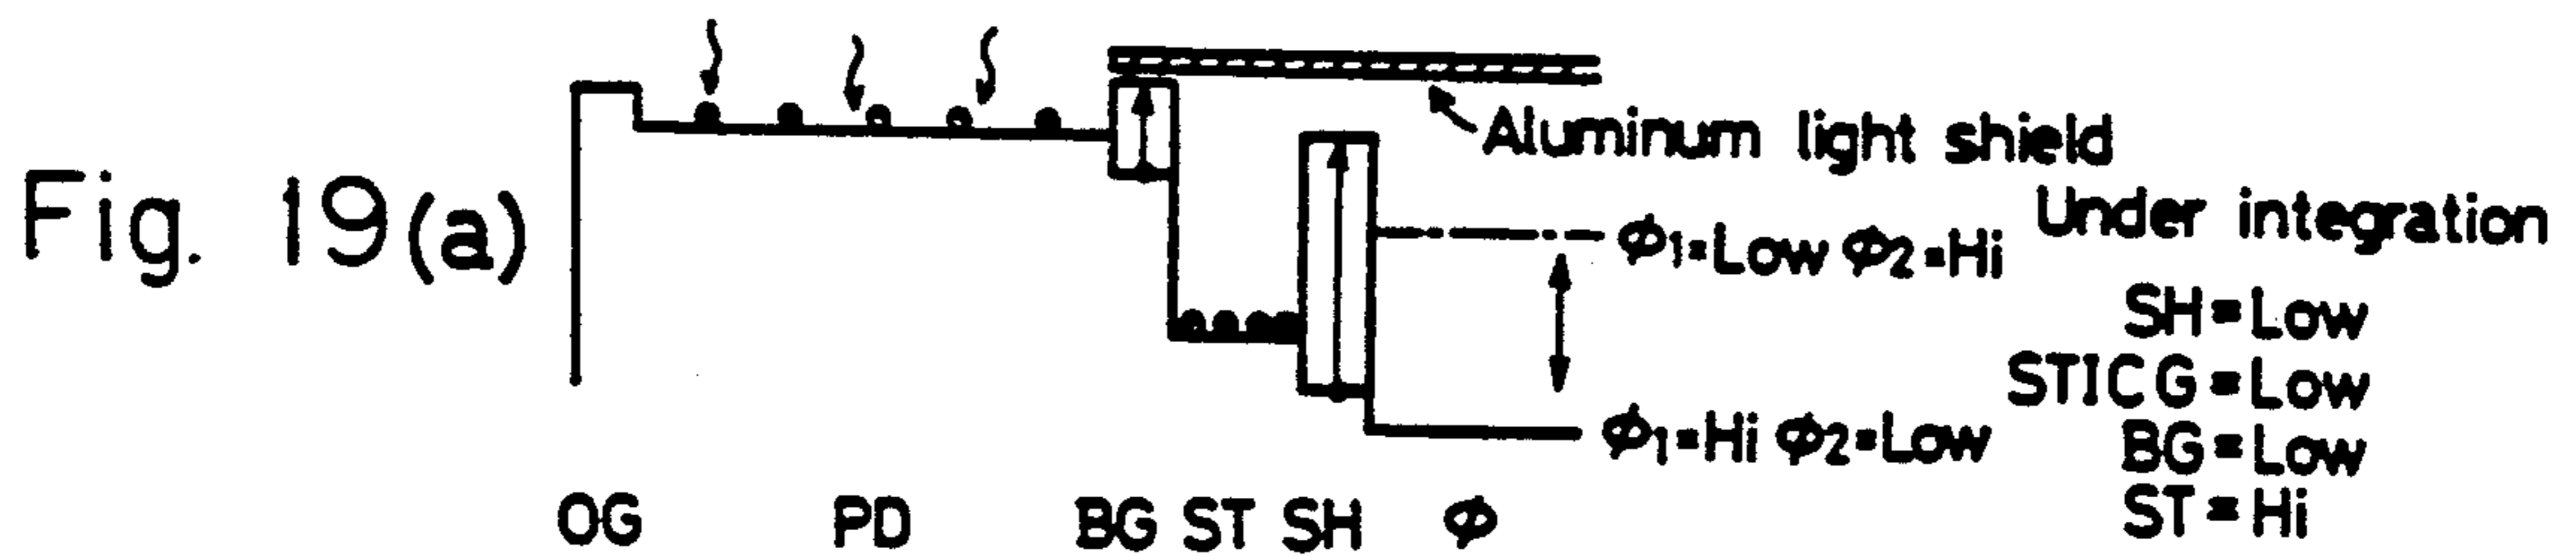 Fig. 19(a)
Aluminum light shield
Under integration
ϕ1=Low ϕ2=Hi
SH=Low
STICG=Low
ϕ1=Hi ϕ2=Low
BG=Low
ST=Hi
OG PD BG ST SH ϕ